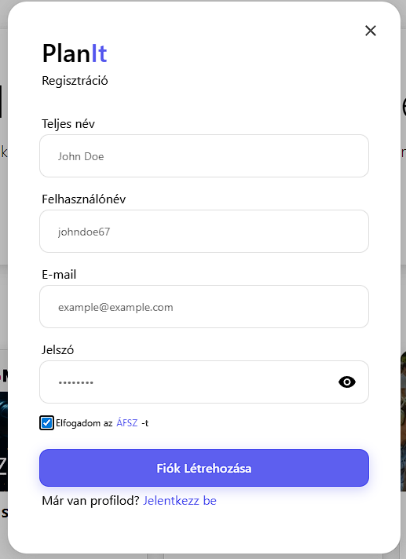 PlanIt
Regisztráció
Teljes név
John Doe
Felhasználónév
johndoe67
E-mail
example@example.com
Jelszó
••••••••
Elfogadom az ÁFSZ -t
Fiók Létrehozása
Már van profilod? Jelentkezz be